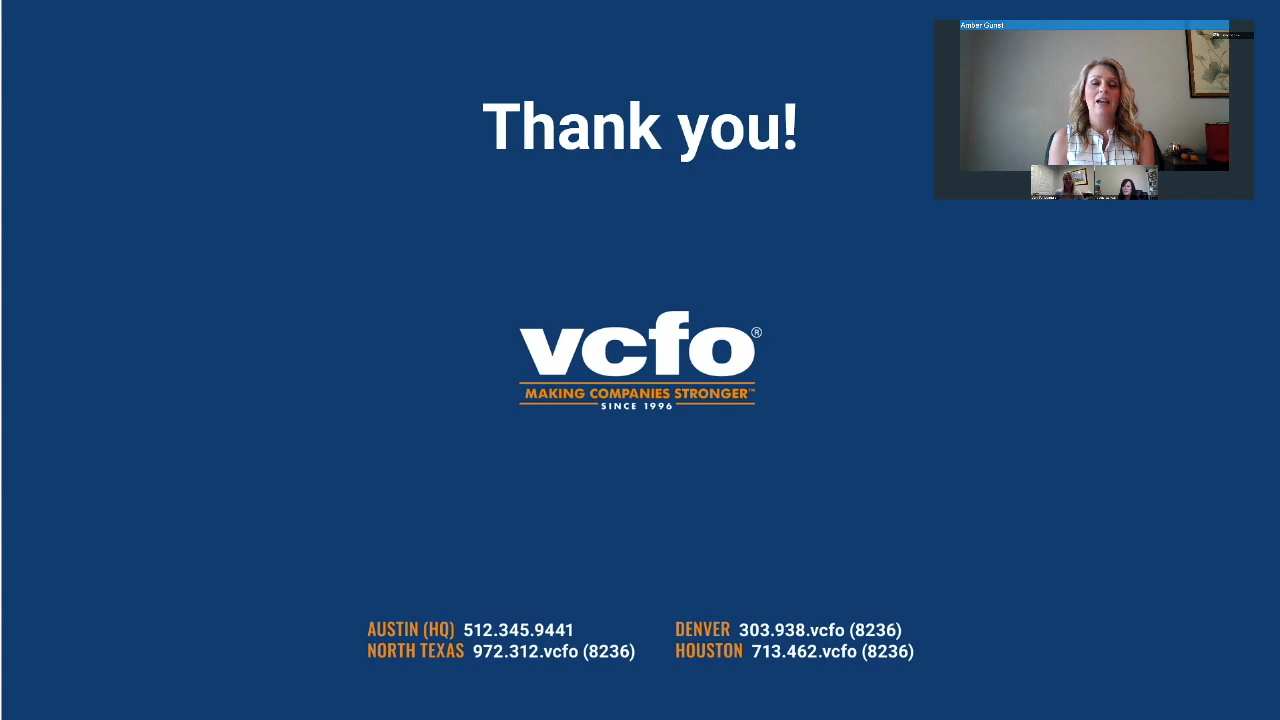 Amber Gunst
Thank you!
vcfo®
MAKING COMPANIES STRONGER™
SINCE 1996
AUSTIN (HQ) 512.345.9441
NORTH TEXAS 972.312.vcfo (8236)
DENVER 303.938.vcfo (8236)
HOUSTON 713.462.vcfo (8236)